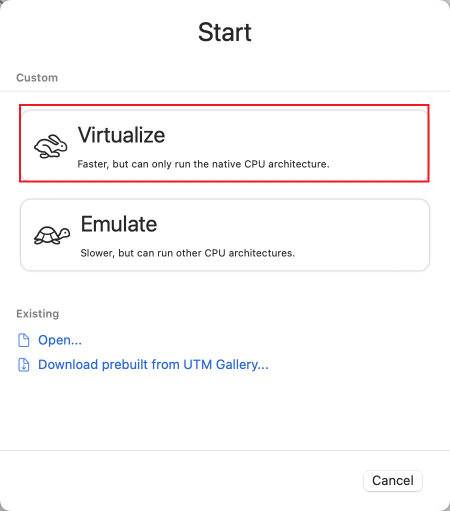 Start
Custom
Virtualize
Faster, but can only run the native CPU architecture.
Emulate
Slower, but can run other CPU architectures.
Existing
Open...
Download prebuilt from UTM Gallery...
Cancel